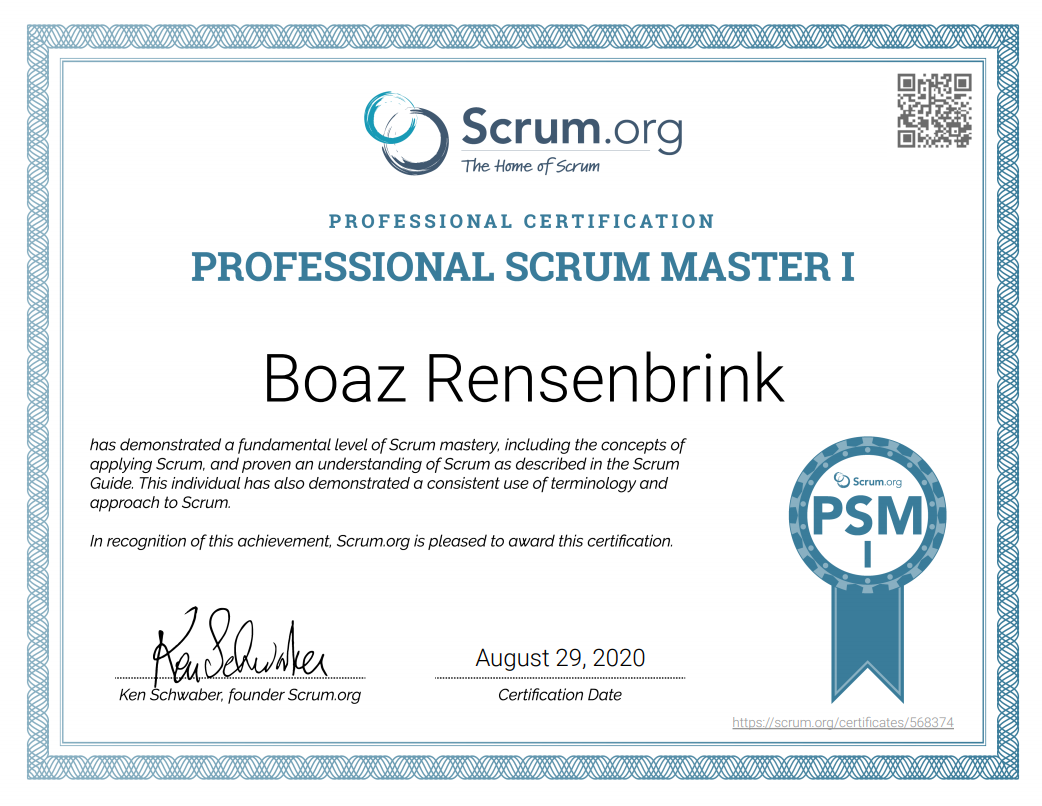 Scrum.org
The Home of Scrum
PROFESSIONAL CERTIFICATION
PROFESSIONAL SCRUM MASTER I
Boaz Rensenbrink
has demonstrated a fundamental level of Scrum mastery, including the concepts of
applying Scrum, and proven an understanding of Scrum as described in the Scrum
Guide. This individual has also demonstrated a consistent use of terminology and
approach to Scrum.
In recognition of this achievement, Scrum.org is pleased to award this certification.
Scrum.org
PSM
I
Ken Schwaber
August 29, 2020
Ken Schwaber, founder Scrum.org
Certification Date
https://scrum.org/certificates/568374